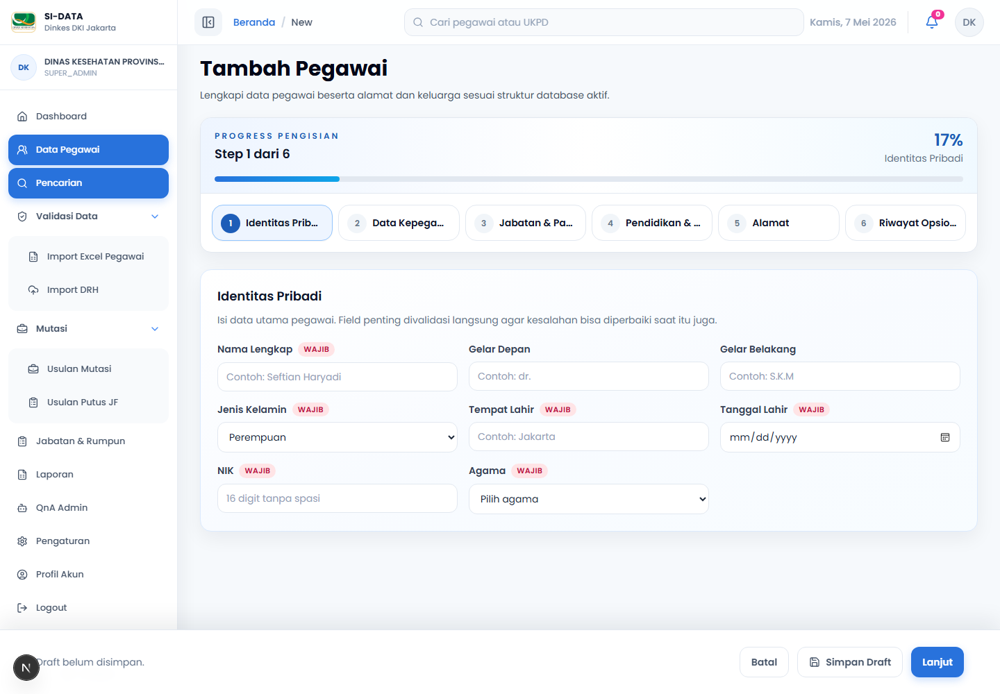 SI-DATA
Dinkes DKI Jakarta
DK
DINAS KESEHATAN PROVINS...
SUPER_ADMIN
Dashboard
Data Pegawai
Pencarian
Validasi Data
Import Excel Pegawai
Import DRH
Mutasi
Usulan Mutasi
Usulan Putus JF
Jabatan & Rumpun
Laporan
QnA Admin
Pengaturan
Profil Akun
Logout
Beranda / New
Cari pegawai atau UKPD
Kamis, 7 Mei 2026
0
DK
Tambah Pegawai
Lengkapi data pegawai beserta alamat dan keluarga sesuai struktur database aktif.
PROGRESS PENGISIAN
Step 1 dari 6
17%
Identitas Pribadi
1 Identitas Prib...
2 Data Kepega...
3 Jabatan & Pa...
4 Pendidikan & ...
5 Alamat
6 Riwayat Opsio...
Identitas Pribadi
Isi data utama pegawai. Field penting divalidasi langsung agar kesalahan bisa diperbaiki saat itu juga.
Nama Lengkap WAJIB
Contoh: Seftian Haryadi
Gelar Depan
Contoh: dr.
Gelar Belakang
Contoh: S.K.M
Jenis Kelamin WAJIB
Perempuan
Tempat Lahir WAJIB
Contoh: Jakarta
Tanggal Lahir WAJIB
mm/dd/yyyy
NIK WAJIB
16 digit tanpa spasi
Agama WAJIB
Pilih agama
N
Draft belum disimpan.
Batal
Simpan Draft
Lanjut